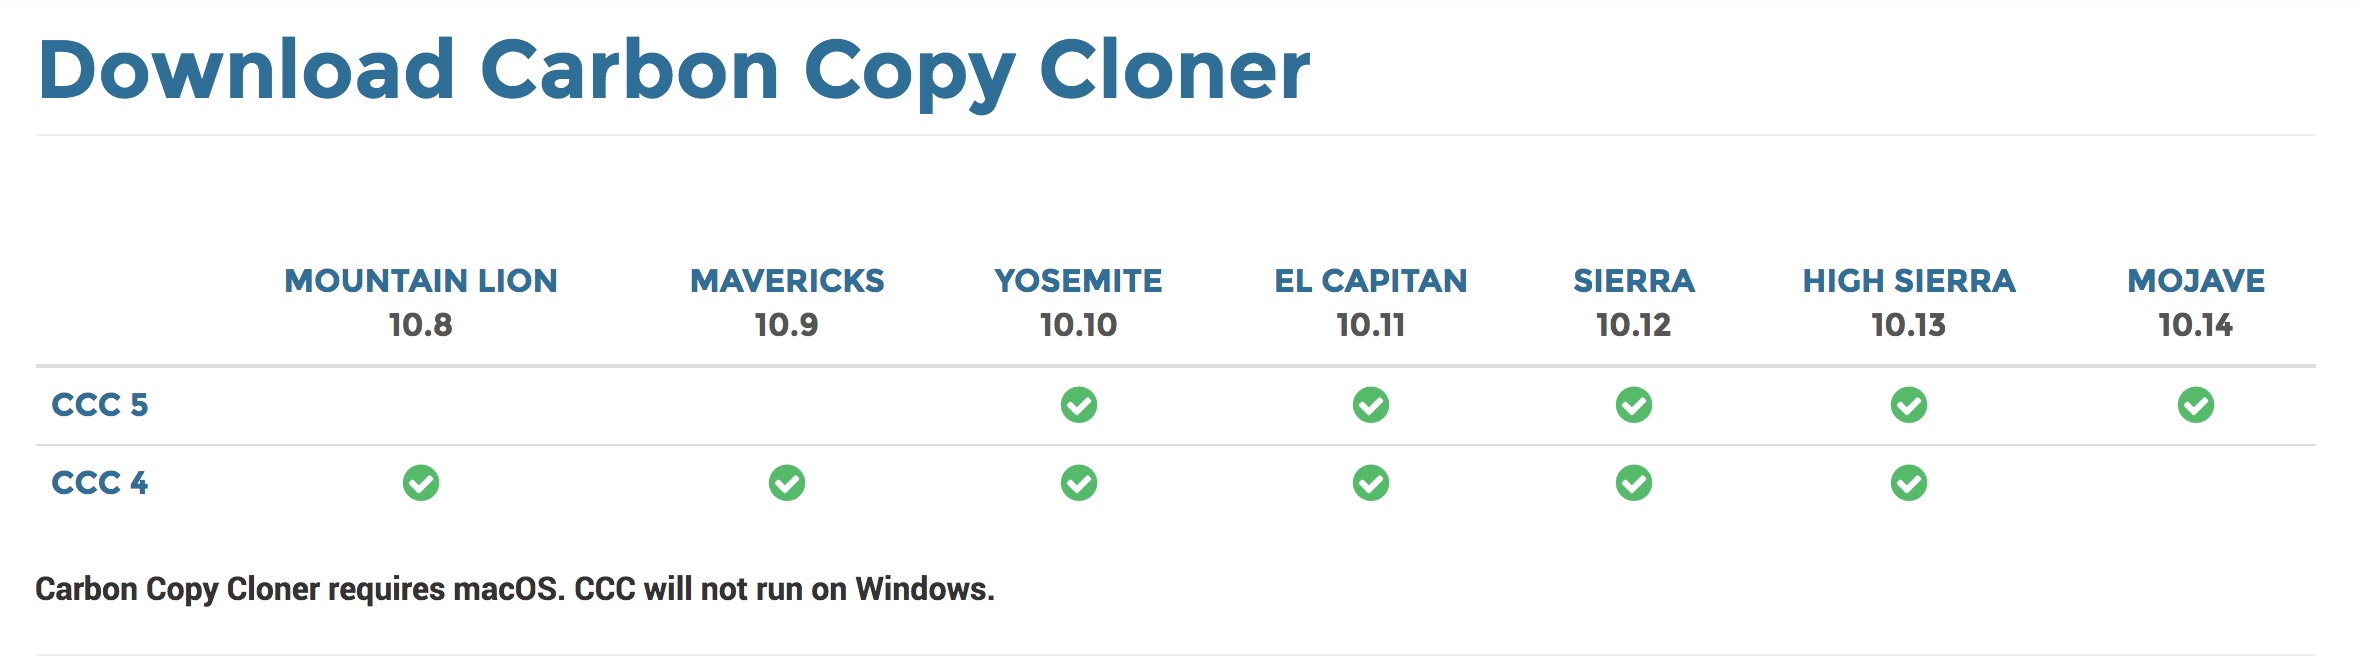 Download Carbon Copy Cloner
MOUNTAIN LION MAVERICKS YOSEMITE EL CAPITAN SIERRA HIGH SIERRA MOJAVE
10.8 10.9 10.10 10.11 10.12 10.13 10.14
CCC 5
CCC 4
Carbon Copy Cloner requires macOS. CCC will not run on Windows.